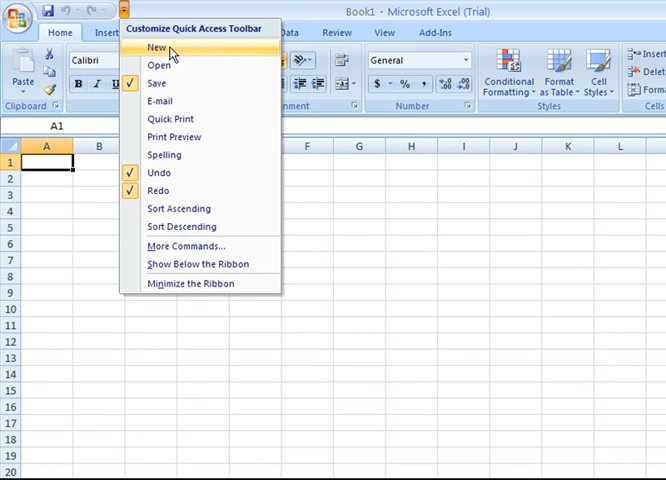 Book1 - Microsoft Excel (Trial)
Customize Quick Access Toolbar
New
Open
Save
E-mail
Quick Print
Print Preview
Spelling
Undo
Redo
Sort Ascending
Sort Descending
More Commands...
Show Below the Ribbon
Minimize the Ribbon
Home
Data
Review
View
Add-Ins
Paste
Clipboard
Calibri
B
General
$ % ,
Number
Conditional Formatting
Format as Table
Cell Styles
Styles
Insert
Cells
A1
A B F G H I J K L
1
2
3
4
5
6
7
8
9
10
11
12
13
14
15
16
17
18
19
20